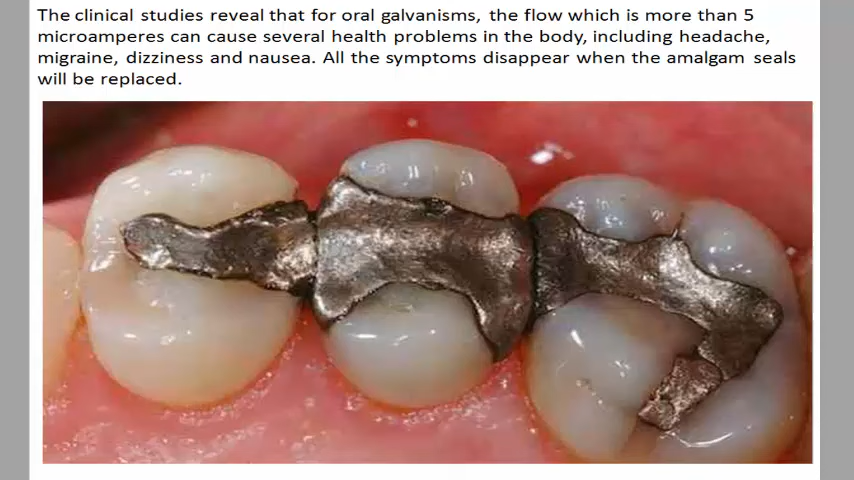 The clinical studies reveal that for oral galvanisms, the flow which is more than 5
microamperes can cause several health problems in the body, including headache,
migraine, dizziness and nausea. All the symptoms disappear when the amalgam seals
will be replaced.